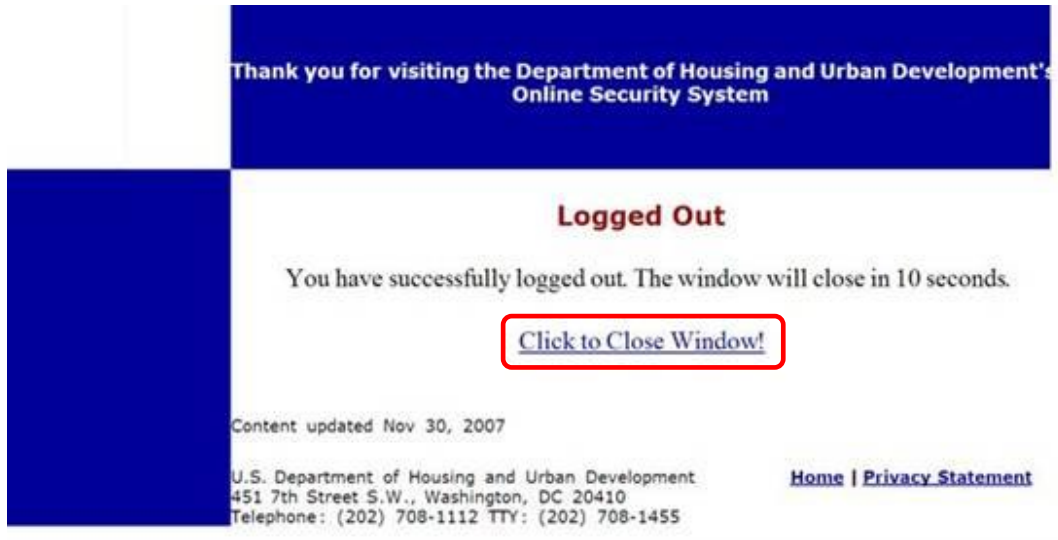 Thank you for visiting the Department of Housing and Urban Development's
Online Security System
Logged Out
You have successfully logged out. The window will close in 10 seconds.
Click to Close Window!
Content updated Nov 30, 2007
U.S. Department of Housing and Urban Development
Home | Privacy Statement
451 7th Street S.W., Washington, DC 20410
Telephone: (202) 708-1112 TTY: (202) 708-1455